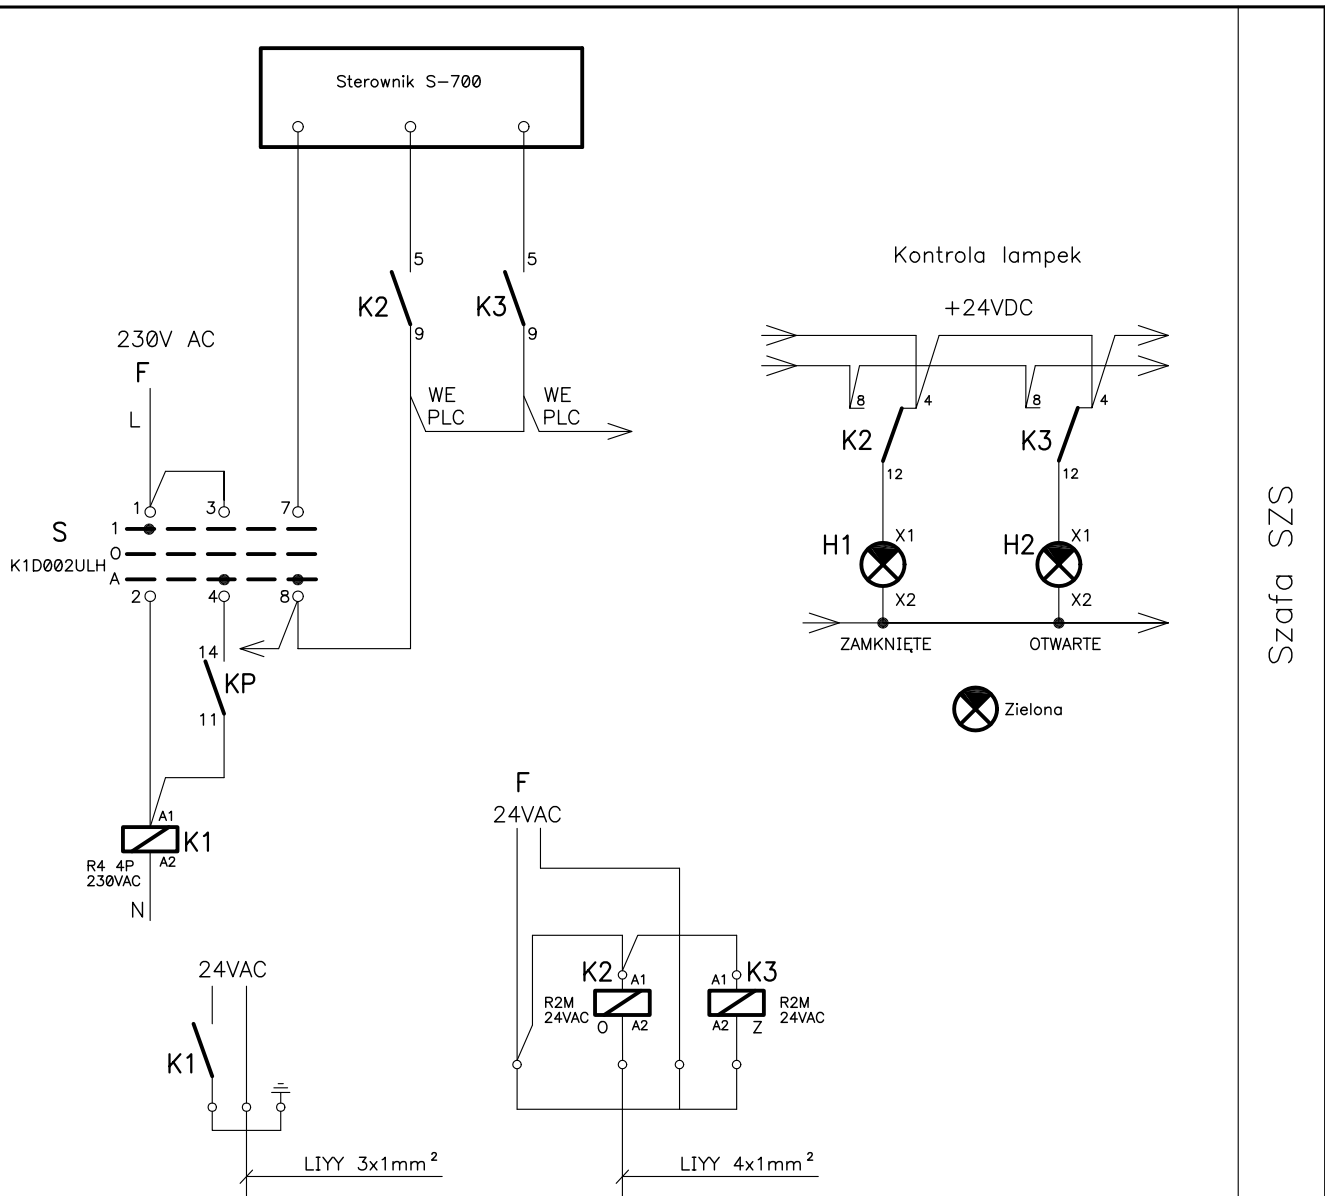 Sterownik S-700
5
5
K2
K3
9
9
230V AC
F
L
WE
PLC
WE
PLC
1
3
7
S
K1D002ULH
1
0
A
2
4
8
14
KP
11
A1
K1
A2
R4 4P
230VAC
N
Kontrola lampek
+24VDC
8
4
8
4
K2
K3
12
12
H1
X1
H2
X1
X2
X2
ZAMKNIĘTE
OTWARTE
Zielona
Szafa SZS
F
24VAC
K2
A1
A1
K3
R2M
24VAC
O
A2
A2
Z
R2M
24VAC
24VAC
K1
LIYY 3x1mm²
LIYY 4x1mm²